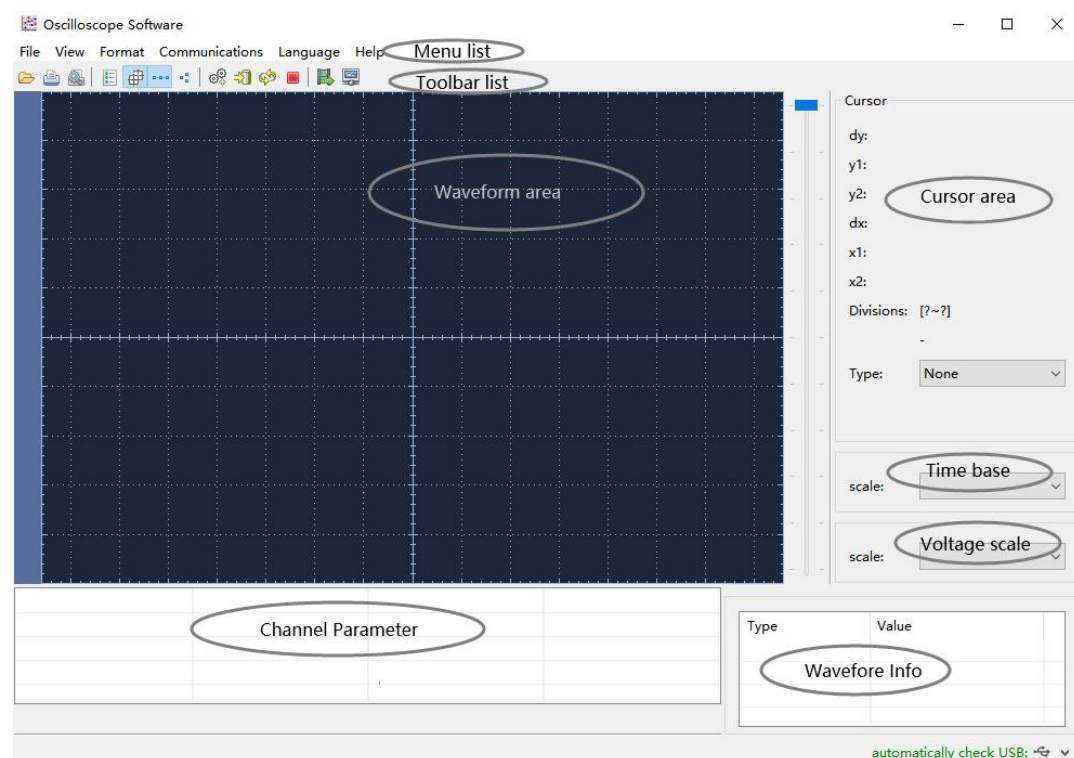 Oscilloscope Software
File View Format Communications Language Help Menu list
Toolbar list
Cursor
dy:
y1:
y2:
Cursor area
dx:
x1:
x2:
Divisions: [?~?]
-
Type: None
Waveform area
Time base
scale:
Voltage scale
scale:
Channel Parameter
Type Value
Wavefore Info
automatically check USB: